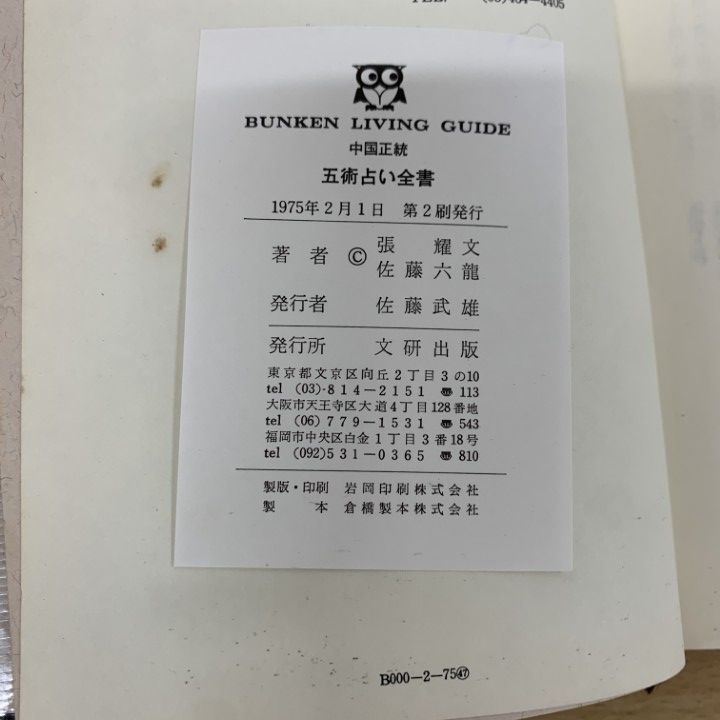 TEL. (03)434-4405
BUNKEN LIVING GUIDE
中国正統
五術占い全書
1975年2月1日 第2刷発行
著者 © 張耀文
佐藤六龍
発行者 佐藤武雄
発行所 文研出版
東京都文京区向丘2丁目3の10
tel (03)-814-2151 ☎ 113
大阪市天王寺区大道4丁目128番地
tel (06)779-1531 ☎ 543
福岡市中央区白金1丁目3番18号
tel (092)531-0365 ☎ 810
製版・印刷 岩岡印刷株式会社
製本 倉橋製本株式会社
B000-2-75㊼